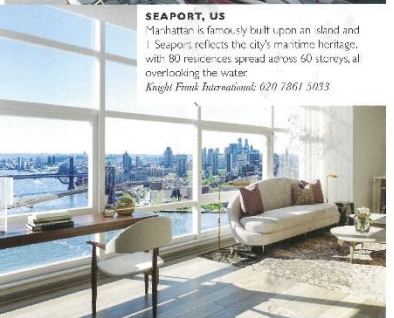 SEAPORT, US
Manhattan is famously built upon an island and
1 Seaport reflects the city's maritime heritage,
with 80 residences spread across 60 storeys, all
overlooking the water.
Knight Frank International: 020 7861 5033